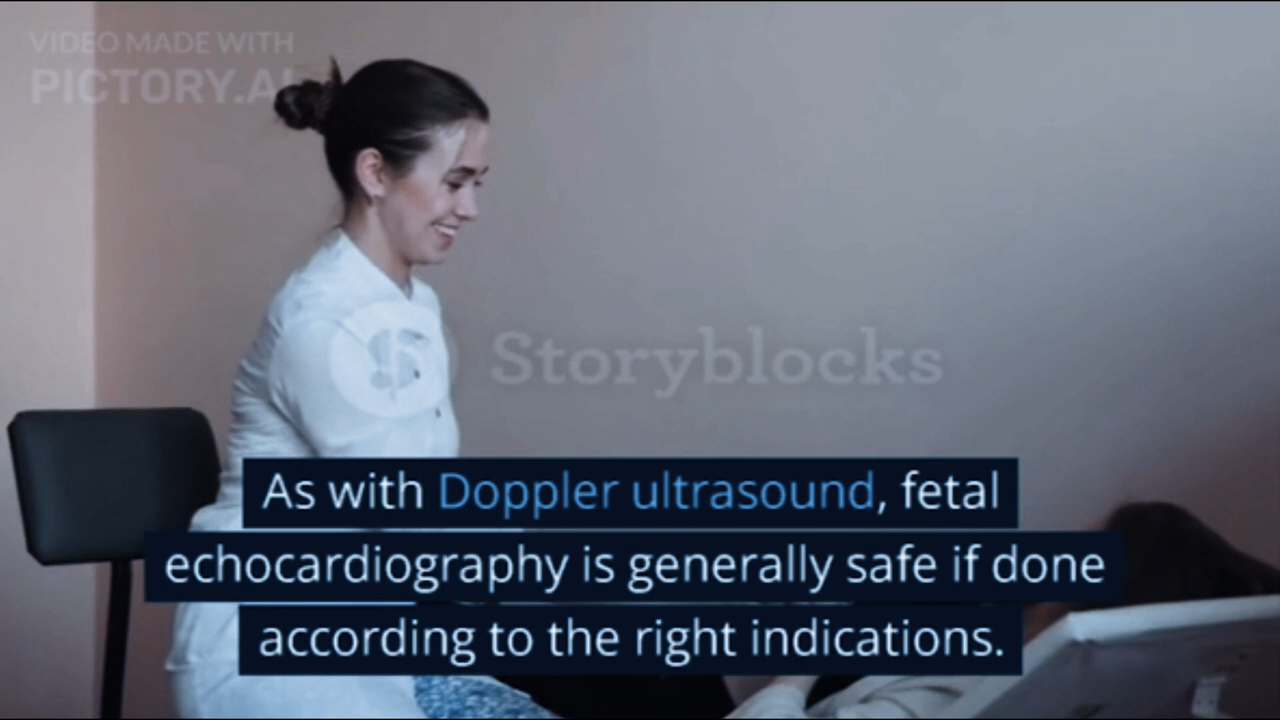 VIDEO MADE WITH
PICTORY.AI
Storyblocks
As with Doppler ultrasound, fetal
echocardiography is generally safe if done
according to the right indications.